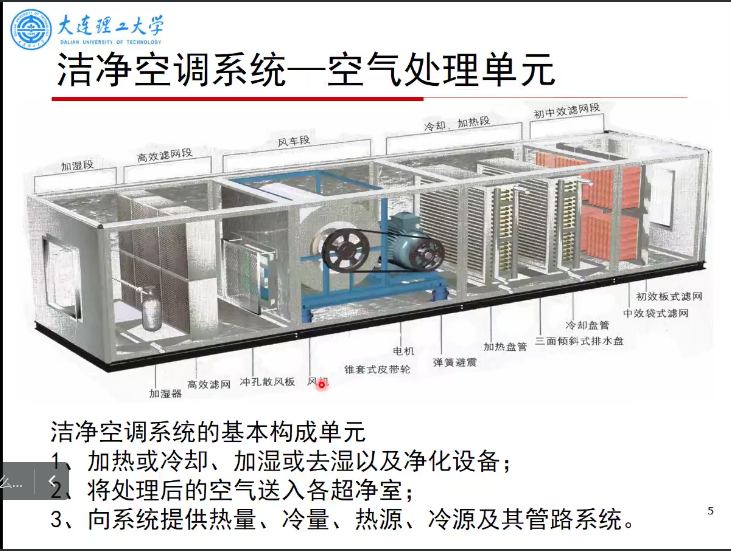 大连理工大学
DALIAN UNIVERSITY OF TECHNOLOGY
洁净空调系统—空气处理单元
加湿段
高效滤网段
风车段
冷却、加热段
初中效滤网段
初效板式滤网
中效袋式滤网
冷却盘管
三面倾斜式排水盘
加热盘管
弹簧避震
电机
锥套式皮带轮
风机
冲孔散风板
高效滤网
加湿器
洁净空调系统的基本构成单元
1、加热或冷却、加湿或去湿以及净化设备；
2、将处理后的空气送入各超净室；
3、向系统提供热量、冷量、热源、冷源及其管路系统。
么...
5